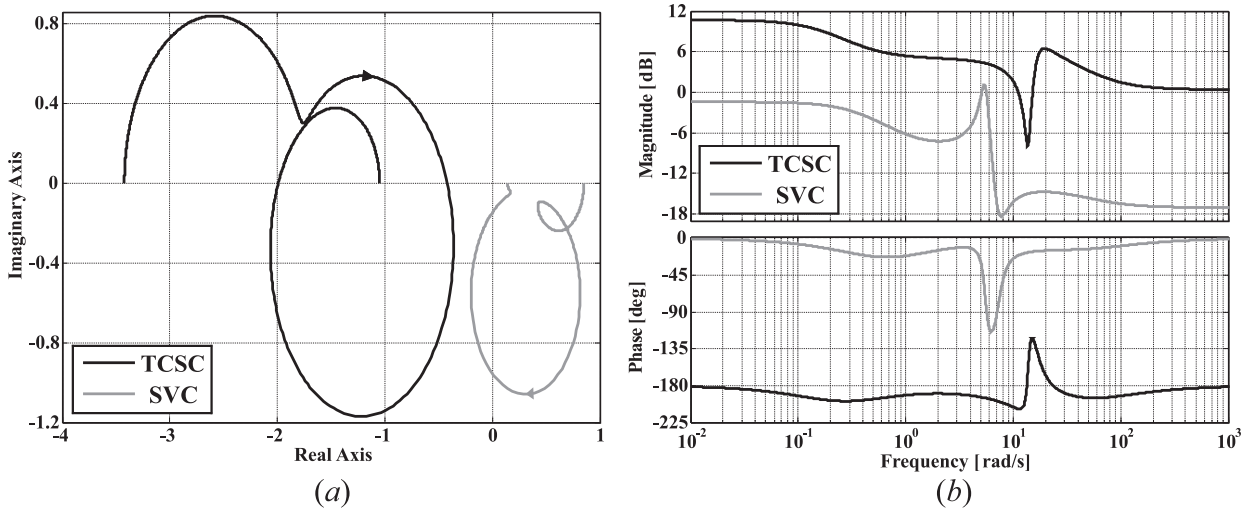 0.8
0.4
0
-0.4
-0.8
-1.2
Imaginary Axis
TCSC
SVC
-4
-3
-2
-1
0
1
Real Axis
(a)
12
6
0
-6
-12
-18
Magnitude [dB]
TCSC
SVC
0
-45
-90
-135
-180
-225
Phase [deg]
10^-2
10^-1
10^0
10^1
10^2
10^3
Frequency [rad/s]
(b)